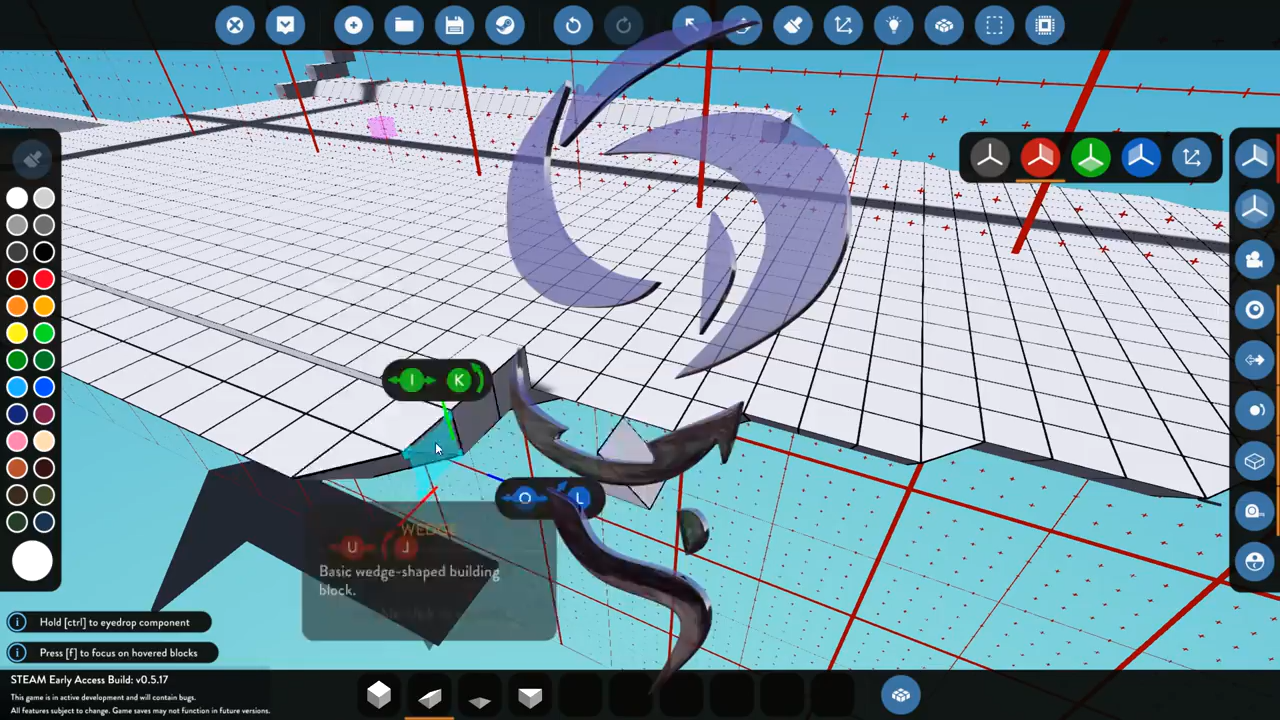 I K
O L
U J
WEDGE
Basic wedge-shaped building
block.
Hold [ctrl] to eyedrop component
Press [f] to focus on hovered blocks
STEAM Early Access Build: v0.5.17
This game is in active development and will contain bugs.
All features subject to change. Game saves may not function in future versions.